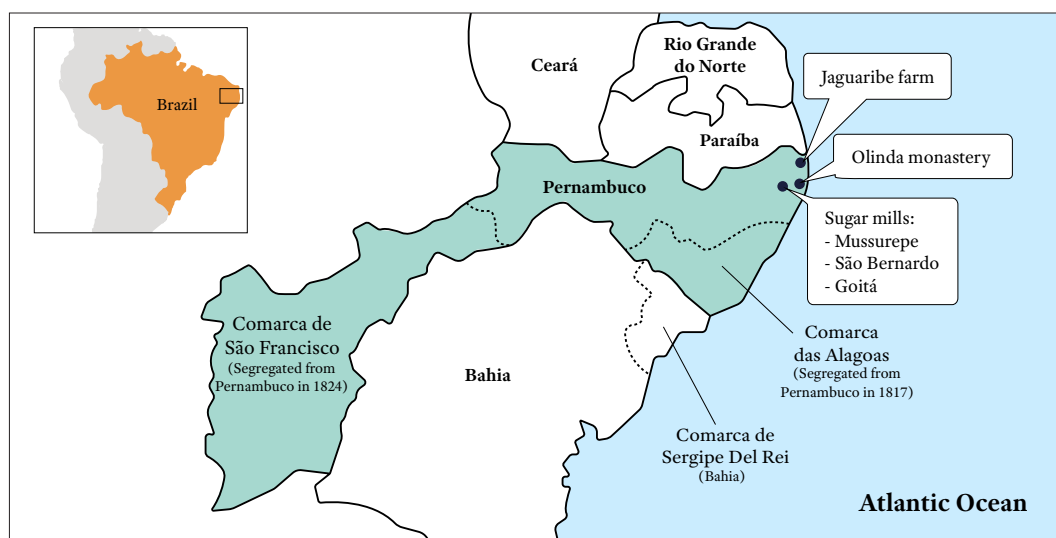 Brazil
Ceará
Rio Grande
do Norte
Paraíba
Jaguaribe farm
Olinda monastery
Pernambuco
Sugar mills:
- Mussurepe
- São Bernardo
- Goitá
Comarca de
São Francisco
(Segregated from
Pernambuco in 1824)
Bahia
Comarca
das Alagoas
(Segregated from
Pernambuco in 1817)
Comarca de
Sergipe Del Rei
(Bahia)
Atlantic Ocean